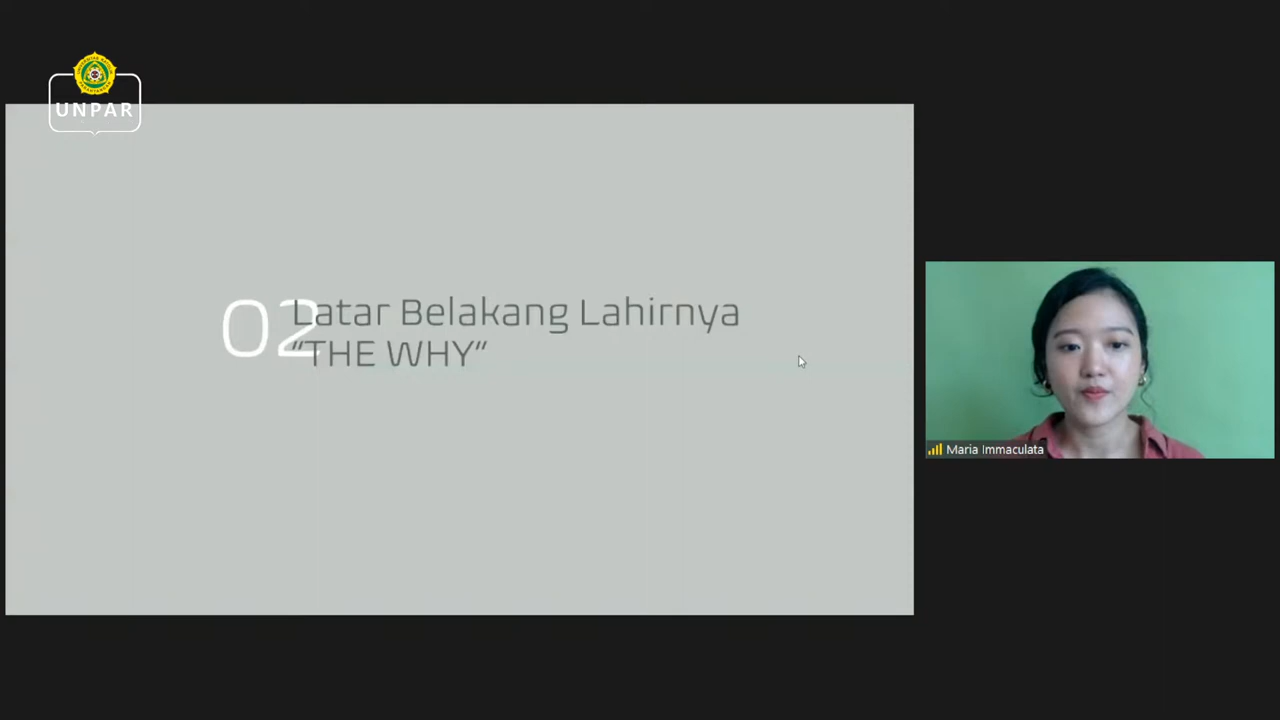 UNPAR
02
Latar Belakang Lahirnya
“THE WHY”
Maria Immaculata